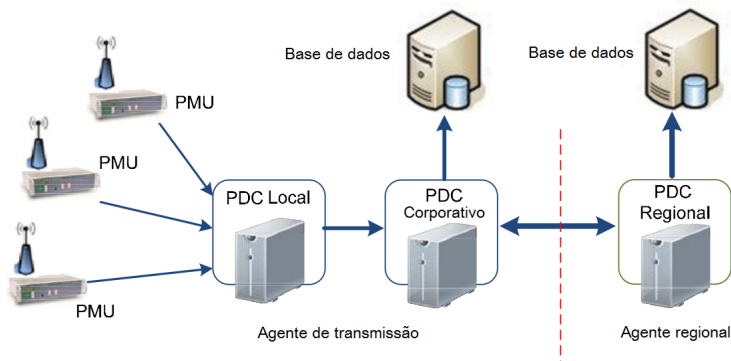 Base de dados
Base de dados
PMU
PMU
PMU
PDC Local
PDC
Corporativo
PDC
Regional
Agente de transmissão
Agente regional